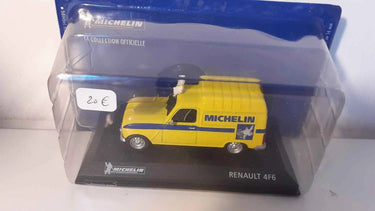 MICHELIN
LA COLLECTION OFFICIELLE
20 €
MICHELIN
MICHELIN
RENAULT 4F6